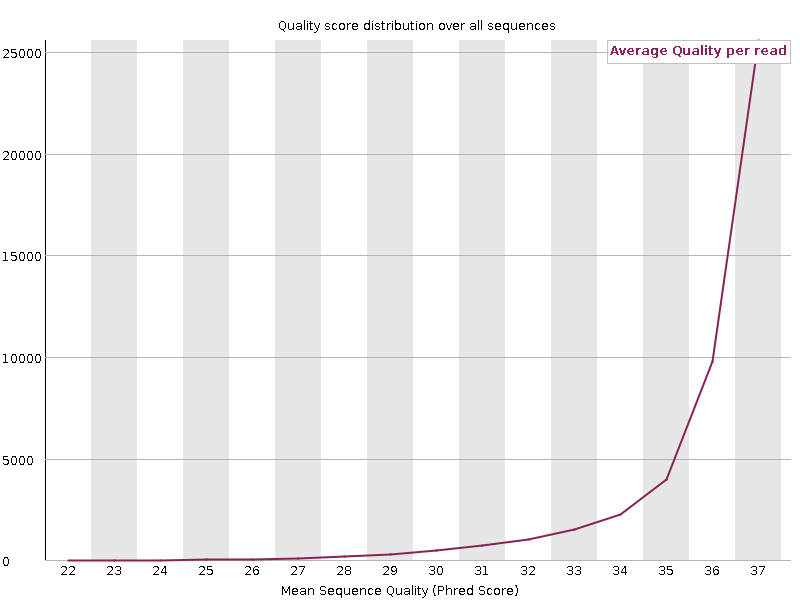 Quality score distribution over all sequences
Average Quality per read
25000
20000
15000
10000
5000
0
22 23 24 25 26 27 28 29 30 31 32 33 34 35 36 37
Mean Sequence Quality (Phred Score)